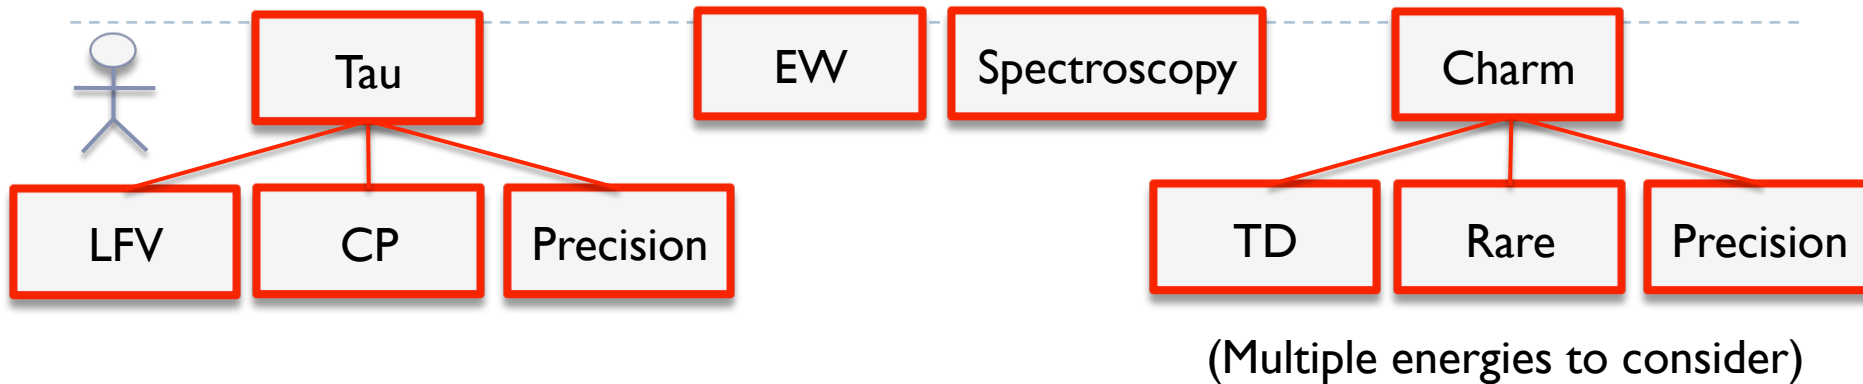 Tau
EW
Spectroscopy
Charm
LFV
CP
Precision
TD
Rare
Precision
(Multiple energies to consider)